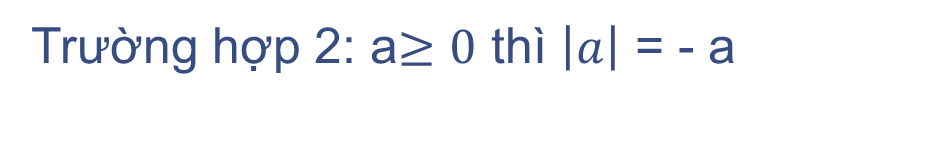 Trường hợp 2: a≥ 0 thì |a| = - a